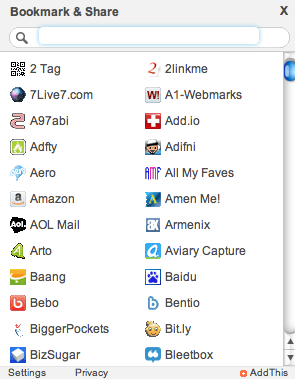 Bookmark & Share X
2 Tag 2linkme
7Live7.com A1-Webmarks
A97abi Add.io
Adfty Adifni
Aero All My Faves
Amazon Amen Me!
AOL Mail Armenix
Arto Aviary Capture
Baang Baidu
Bebo Bentio
BiggerPockets Bit.ly
BizSugar Bleetbox
Settings Privacy AddThis